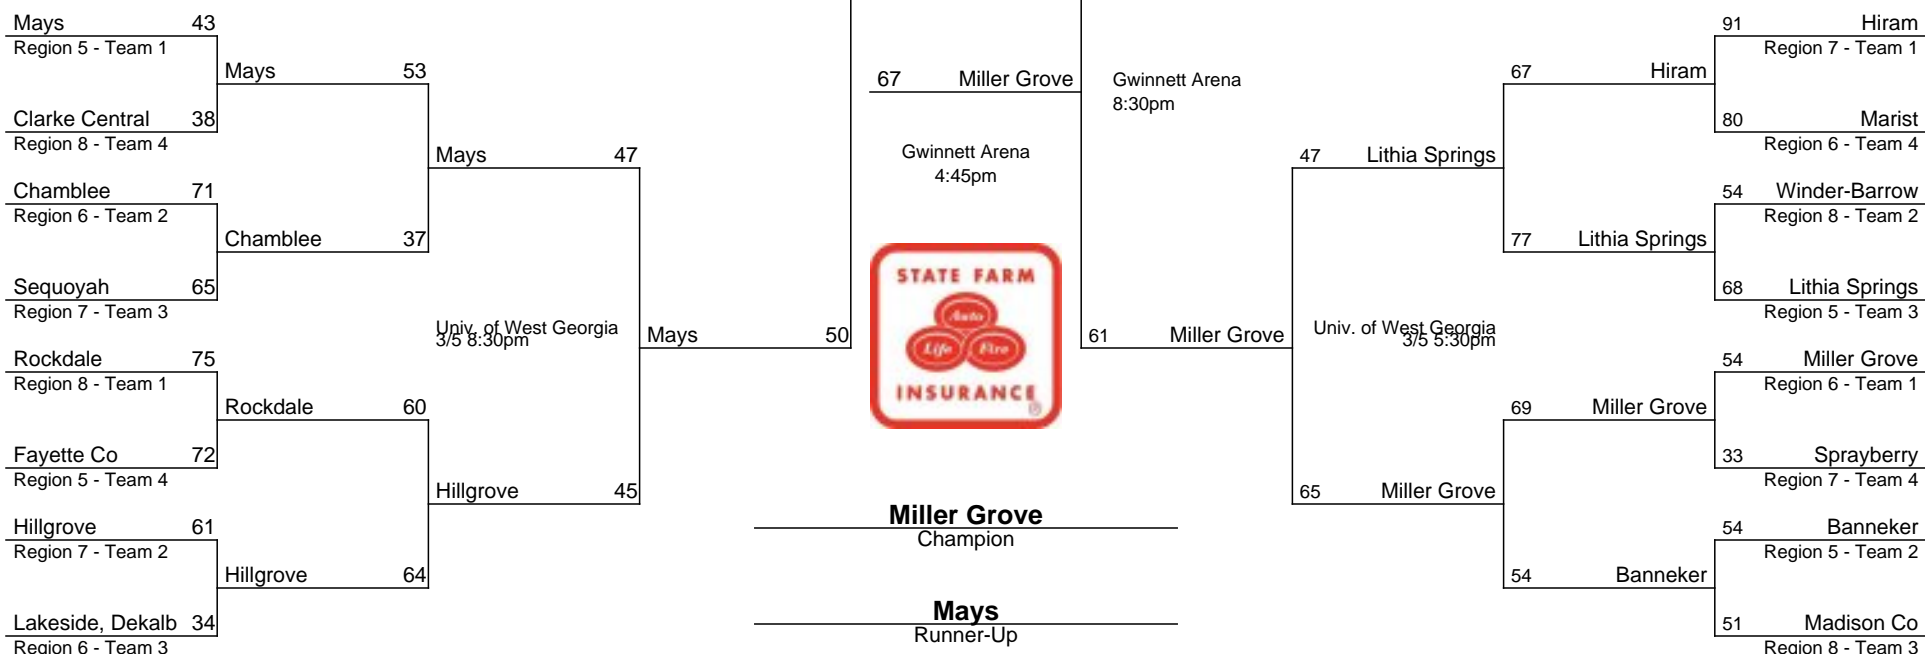 Mays 43
Region 5 - Team 1
Mays 53
Clarke Central 38
Region 8 - Team 4
Mays 47
Chamblee 71
Region 6 - Team 2
Chamblee 37
Sequoyah 65
Region 7 - Team 3
Univ. of West Georgia
3/5 8:30pm
Mays 50
Rockdale 75
Region 8 - Team 1
Rockdale 60
Fayette Co 72
Region 5 - Team 4
Hillgrove 45
Hillgrove 61
Region 7 - Team 2
Hillgrove 64
Lakeside, Dekalb 34
Region 6 - Team 3
67 Miller Grove
Gwinnett Arena
4:45pm
Gwinnett Arena
8:30pm
STATE FARM
Auto
Life Fire
INSURANCE
®
Miller Grove
Champion
Mays
Runner-Up
91 Hiram
Region 7 - Team 1
67 Hiram
80 Marist
Region 6 - Team 4
47 Lithia Springs
54 Winder-Barrow
Region 8 - Team 2
77 Lithia Springs
68 Lithia Springs
Region 5 - Team 3
61 Miller Grove
Univ. of West Georgia
3/5 5:30pm
54 Miller Grove
Region 6 - Team 1
69 Miller Grove
33 Sprayberry
Region 7 - Team 4
65 Miller Grove
54 Banneker
Region 5 - Team 2
54 Banneker
51 Madison Co
Region 8 - Team 3